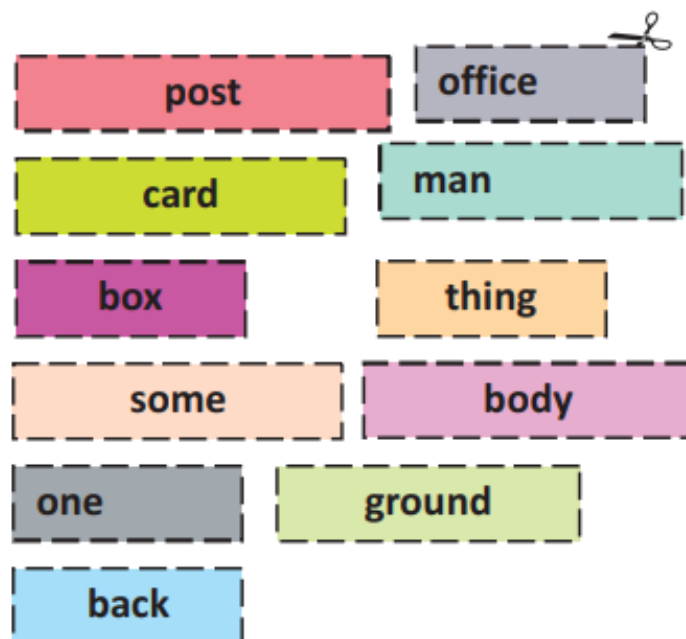 post office
card man
box thing
some body
one ground
back